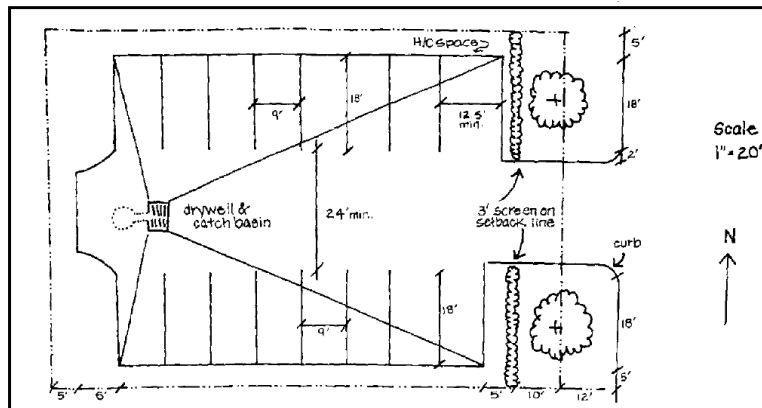 H/C SPACE
5'
18'
18'
9'
12.5'
min.
2'
Scale
1"=20'
drywell &
catch basin
24' min.
3' screen on
setback line
N
curb
9'
18'
18'
5'
5'
6'
5'
10'
12'